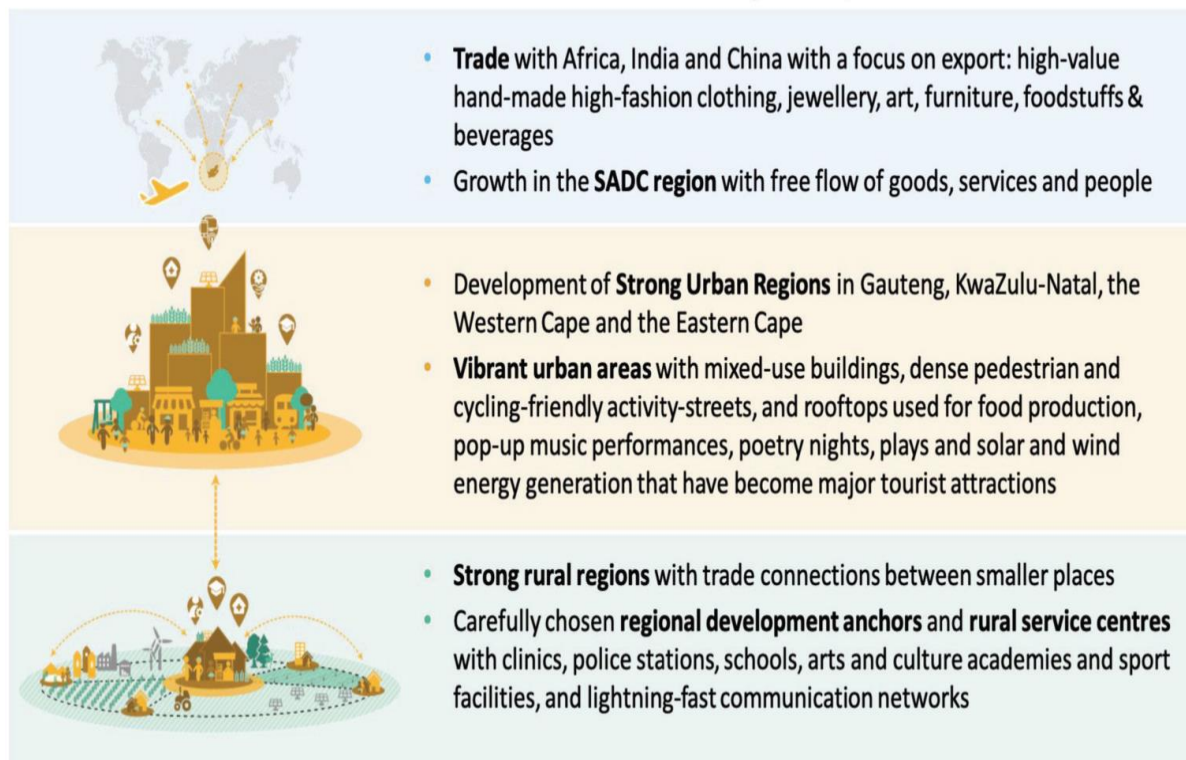 • Trade with Africa, India and China with a focus on export: high-value
hand-made high-fashion clothing, jewellery, art, furniture, foodstuffs &
beverages
• Growth in the SADC region with free flow of goods, services and people
• Development of Strong Urban Regions in Gauteng, KwaZulu-Natal, the
Western Cape and the Eastern Cape
• Vibrant urban areas with mixed-use buildings, dense pedestrian and
cycling-friendly activity-streets, and rooftops used for food production,
pop-up music performances, poetry nights, plays and solar and wind
energy generation that have become major tourist attractions
• Strong rural regions with trade connections between smaller places
• Carefully chosen regional development anchors and rural service centres
with clinics, police stations, schools, arts and culture academies and sport
facilities, and lightning-fast communication networks